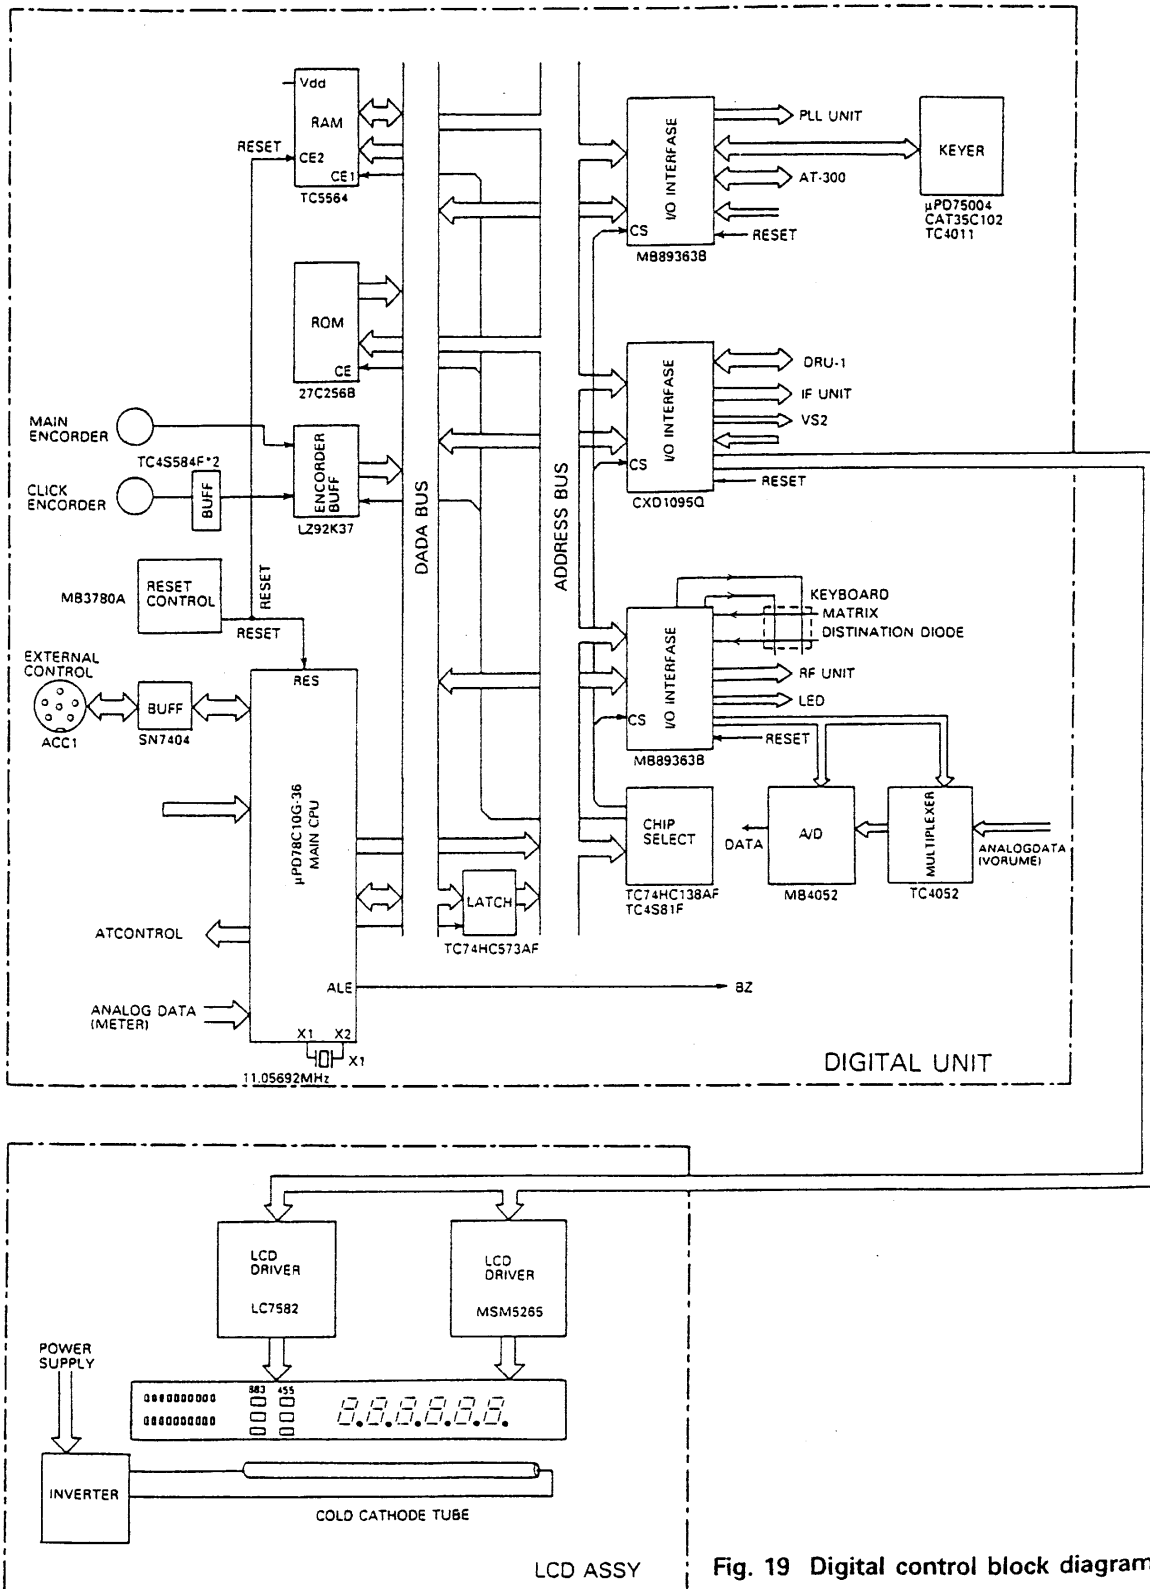 Vdd
RAM
RESET
CE2
CE1
TC5564
ROM
CE
27C256B
MAIN
ENCORDER
TC4S584F*2
CLICK
ENCORDER
BUFF
ENCORDER
BUFF
LZ92K37
MB3780A
RESET
CONTROL
RESET
RESET
EXTERNAL
CONTROL
ACC1
BUFF
SN7404
RES
µPD78C10G-36
MAIN CPU
ATCONTROL
ANALOG DATA
(METER)
ALE
X1 X2
X1
11.05692MHz
DADA BUS
ADDRESS BUS
LATCH
TC74HC573AF
BZ
I/O INTERFASE
CS
MB89363B
PLL UNIT
AT-300
RESET
KEYER
µPD75004
CAT35C102
TC4011
I/O INTERFASE
CS
CXD1095Q
DRU-1
IF UNIT
VS2
RESET
I/O INTERFASE
CS
MB89363B
KEYBOARD
MATRIX
DISTINATION DIODE
RF UNIT
LED
RESET
CHIP
SELECT
TC74HC138AF
TC4S81F
DATA
A/D
MB4052
MULTIPLEXER
TC4052
ANALOGDATA
(VORUME)
DIGITAL UNIT
LCD
DRIVER
LC7582
LCD
DRIVER
MSM5265
POWER
SUPPLY
883 455
8.8.8.8.8.8.
INVERTER
COLD CATHODE TUBE
LCD ASSY
Fig. 19 Digital control block diagram